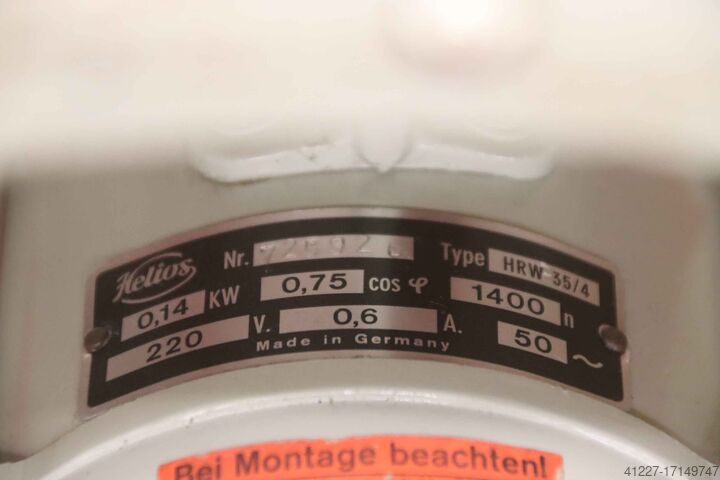 Helios Nr. Type HRW 35/4
0,14 KW 0,75 cos φ 1400 n
220 V. 0,6 A. 50 ~
Made in Germany
Bei Montage beachten!
41227-17149747